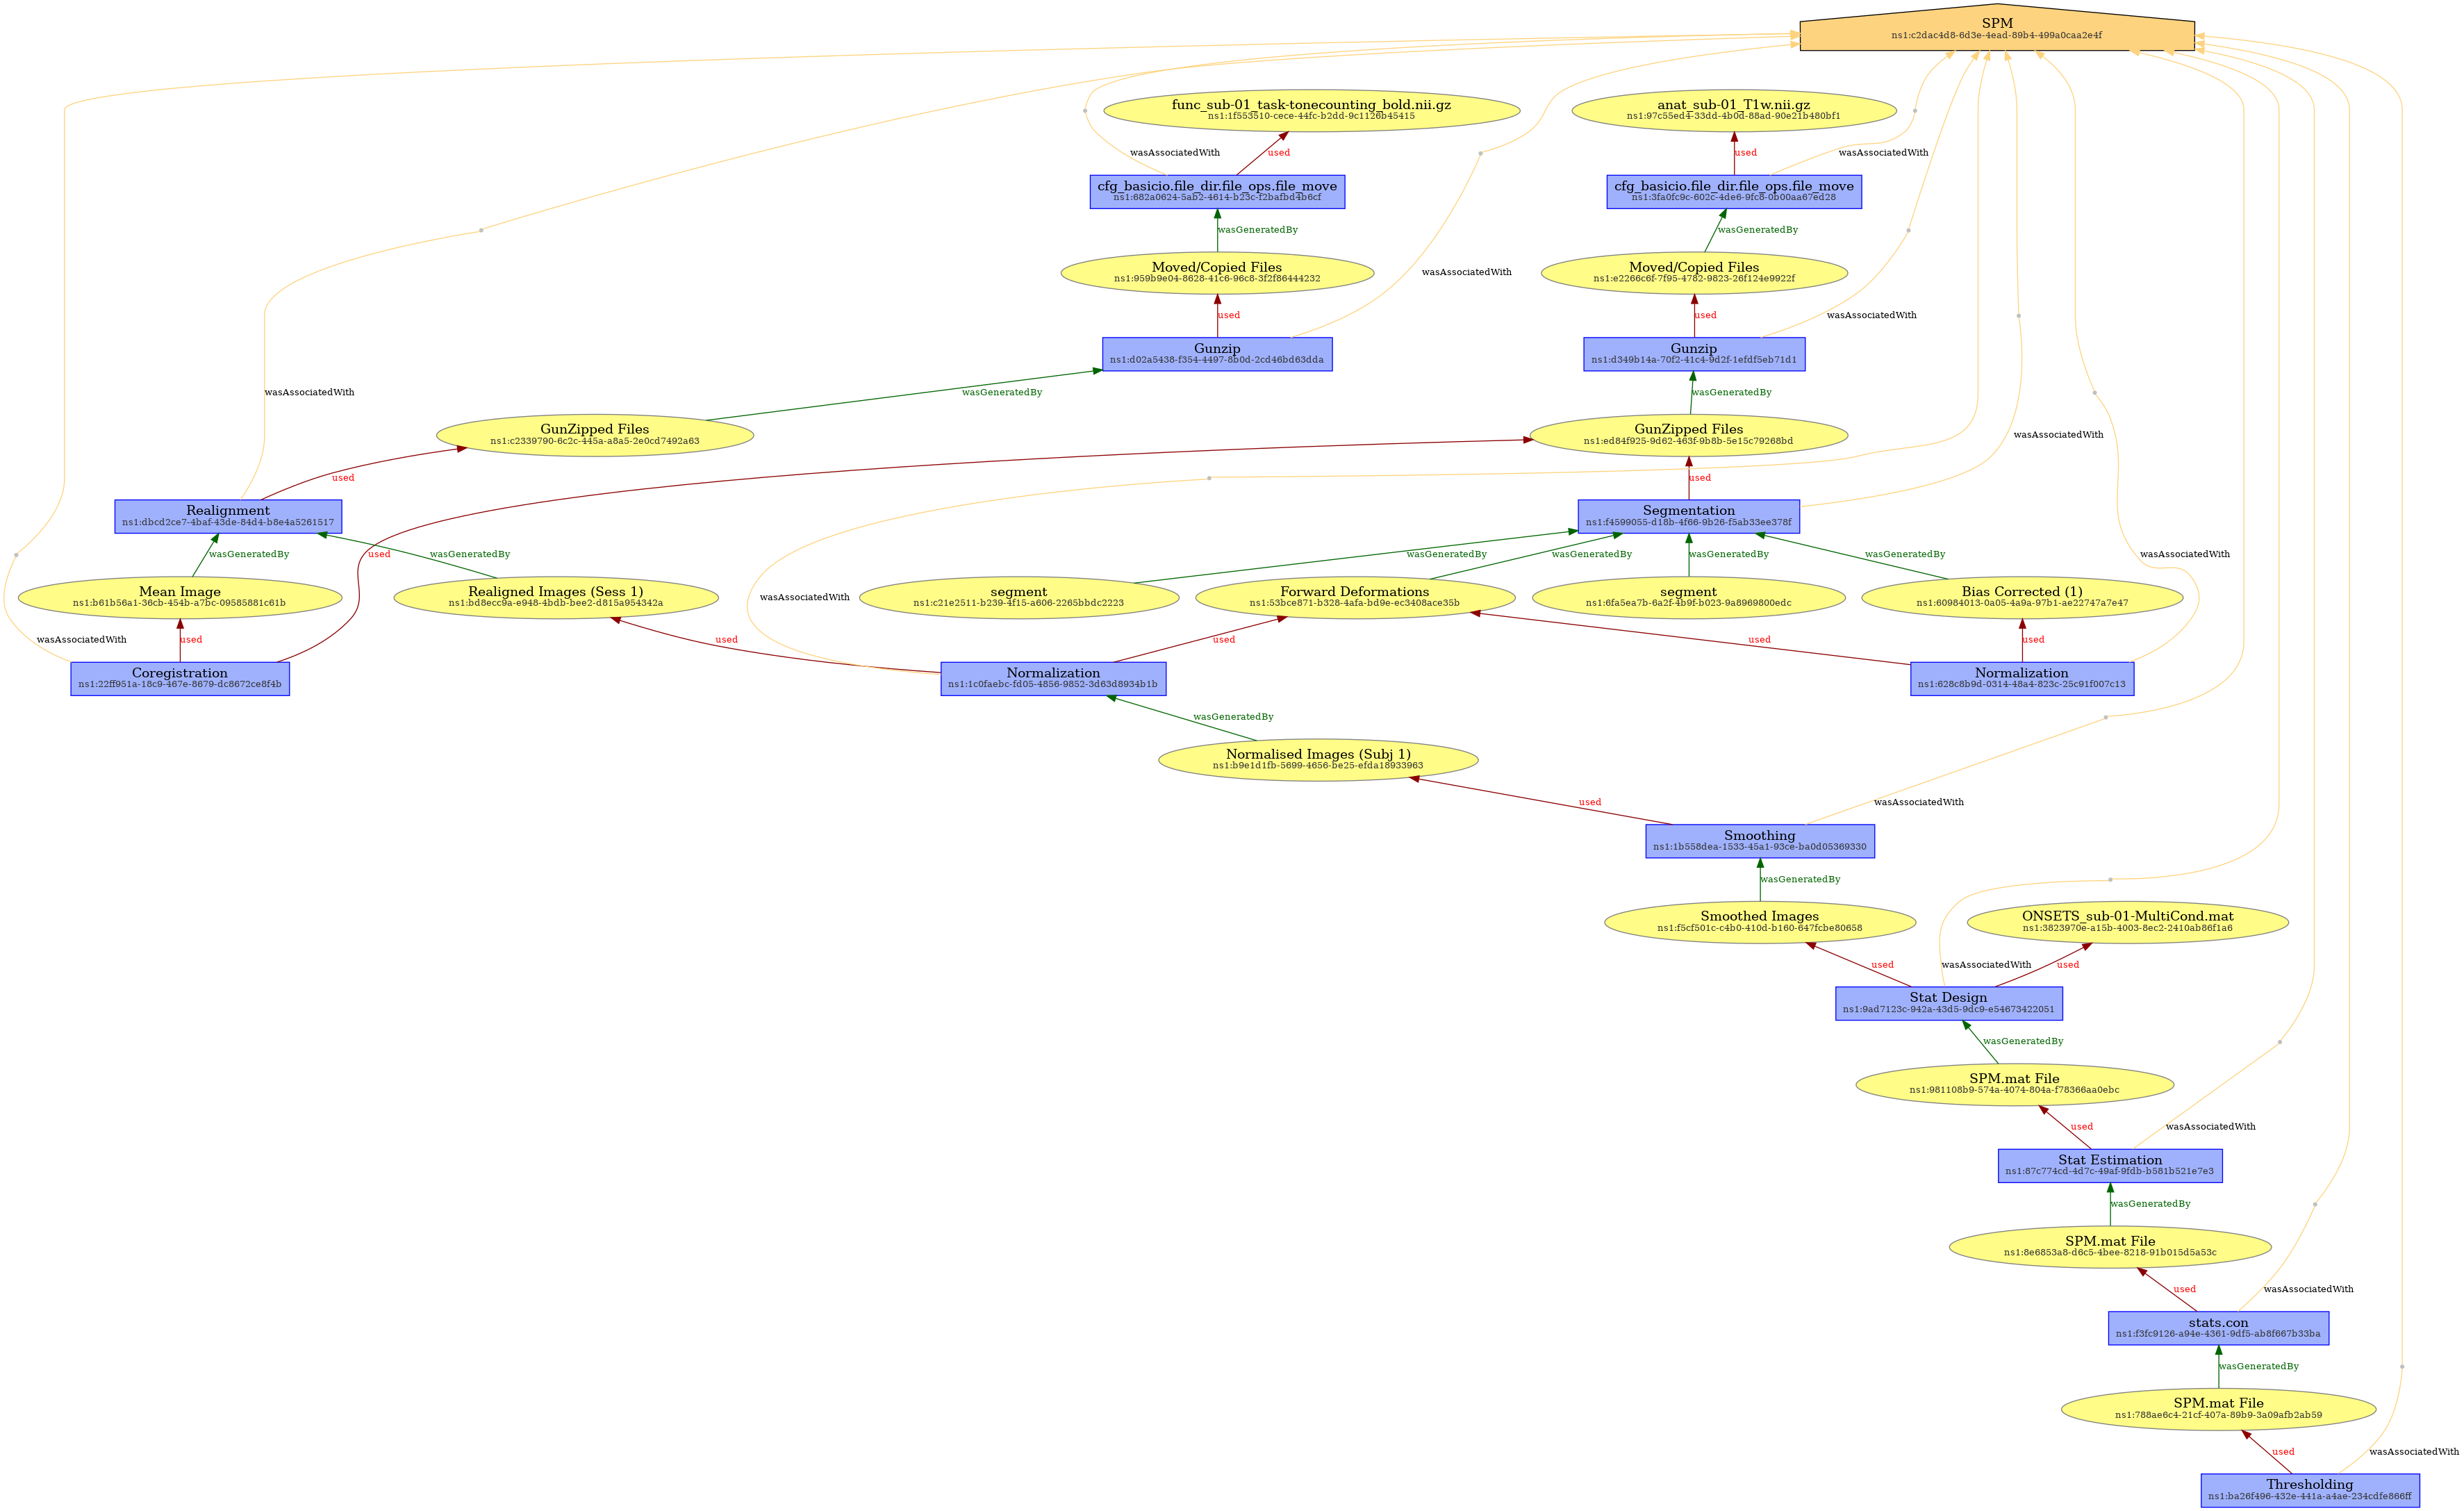 SPM
ns1:c2dac4d8-6d3e-4ead-89b4-499a0caa2e4f
func_sub-01_task-tonecounting_bold.nii.gz
ns1:1f553510-cece-44fc-b2dd-9c1126b45415
anat_sub-01_T1w.nii.gz
ns1:97c55ed4-33dd-4b0d-88ad-90e21b480bf1
wasAssociatedWith
used
used
wasAssociatedWith
cfg_basicio.file_dir.file_ops.file_move
ns1:682a0624-5ab2-4614-b23c-f2bafbd4b6cf
cfg_basicio.file_dir.file_ops.file_move
ns1:3fa0fc9c-602c-4de6-9fc8-0b00aa67ed28
wasGeneratedBy
wasGeneratedBy
Moved/Copied Files
ns1:959b9e04-8628-41c6-96c8-3f2f86444232
wasAssociatedWith
Moved/Copied Files
ns1:e2266c6f-7f95-4782-9823-26f124e9922f
used
used
wasAssociatedWith
Gunzip
ns1:d02a5438-f354-4497-8b0d-2cd46bd63dda
Gunzip
ns1:d349b14a-70f2-41c4-9d2f-1efdf5eb71d1
wasAssociatedWith
wasGeneratedBy
wasGeneratedBy
GunZipped Files
ns1:c2339790-6c2c-445a-a8a5-2e0cd7492a63
GunZipped Files
ns1:ed84f925-9d62-463f-9b8b-5e15c79268bd
wasAssociatedWith
used
used
Realignment
ns1:dbcd2ce7-4baf-43de-84d4-b8e4a5261517
Segmentation
ns1:f4599055-d18b-4f66-9b26-f5ab33ee378f
wasGeneratedBy
used
wasGeneratedBy
wasGeneratedBy
wasGeneratedBy
wasGeneratedBy
wasGeneratedBy
wasAssociatedWith
Mean Image
ns1:b61b56a1-36cb-454b-a7bc-09585881c61b
Realigned Images (Sess 1)
ns1:bd8ecc9a-e948-4bdb-bee2-d815a954342a
wasAssociatedWith
segment
ns1:c21e2511-b239-4f15-a606-2265bbdc2223
Forward Deformations
ns1:53bce871-b328-4afa-bd9e-ec3408ace35b
segment
ns1:6fa5ea7b-6a2f-4b9f-b023-9a8969800edc
Bias Corrected (1)
ns1:60984013-0a05-4a9a-97b1-ae22747a7e47
wasAssociatedWith
used
used
used
used
used
Coregistration
ns1:22ff951a-18c9-467e-8679-dc8672ce8f4b
Normalization
ns1:1c0faebc-fd05-4856-9852-3d63d8934b1b
Normalization
ns1:628c8b9d-0314-48a4-823c-25c91f007c13
wasGeneratedBy
Normalised Images (Subj 1)
ns1:b9e1d1fb-5699-4656-be25-efda18933963
used
wasAssociatedWith
Smoothing
ns1:1b558dea-1533-45a1-93ce-ba0d05369330
wasGeneratedBy
Smoothed Images
ns1:f5cf501c-c4b0-410d-b160-647fcbe80658
ONSETS_sub-01-MultiCond.mat
ns1:3823970e-a15b-4003-8ec2-2410ab86f1a6
used
wasAssociatedWith
used
Stat Design
ns1:9ad7123c-942a-43d5-9dc9-e54673422051
wasGeneratedBy
SPM.mat File
ns1:981108b9-574a-4074-804a-f78366aa0ebc
used
wasAssociatedWith
Stat Estimation
ns1:87c774cd-4d7c-49af-9fdb-b581b521e7e3
wasGeneratedBy
SPM.mat File
ns1:8e6853a8-d6c5-4bee-8218-91b015d5a53c
used
wasAssociatedWith
stats.con
ns1:f3fc9126-a94e-4361-9df5-ab8f667b33ba
wasGeneratedBy
SPM.mat File
ns1:788ae6c4-21cf-407a-89b9-3a09afb2ab59
used
wasAssociatedWith
Thresholding
ns1:ba26f496-432e-441a-a4ae-234cdfe866ff